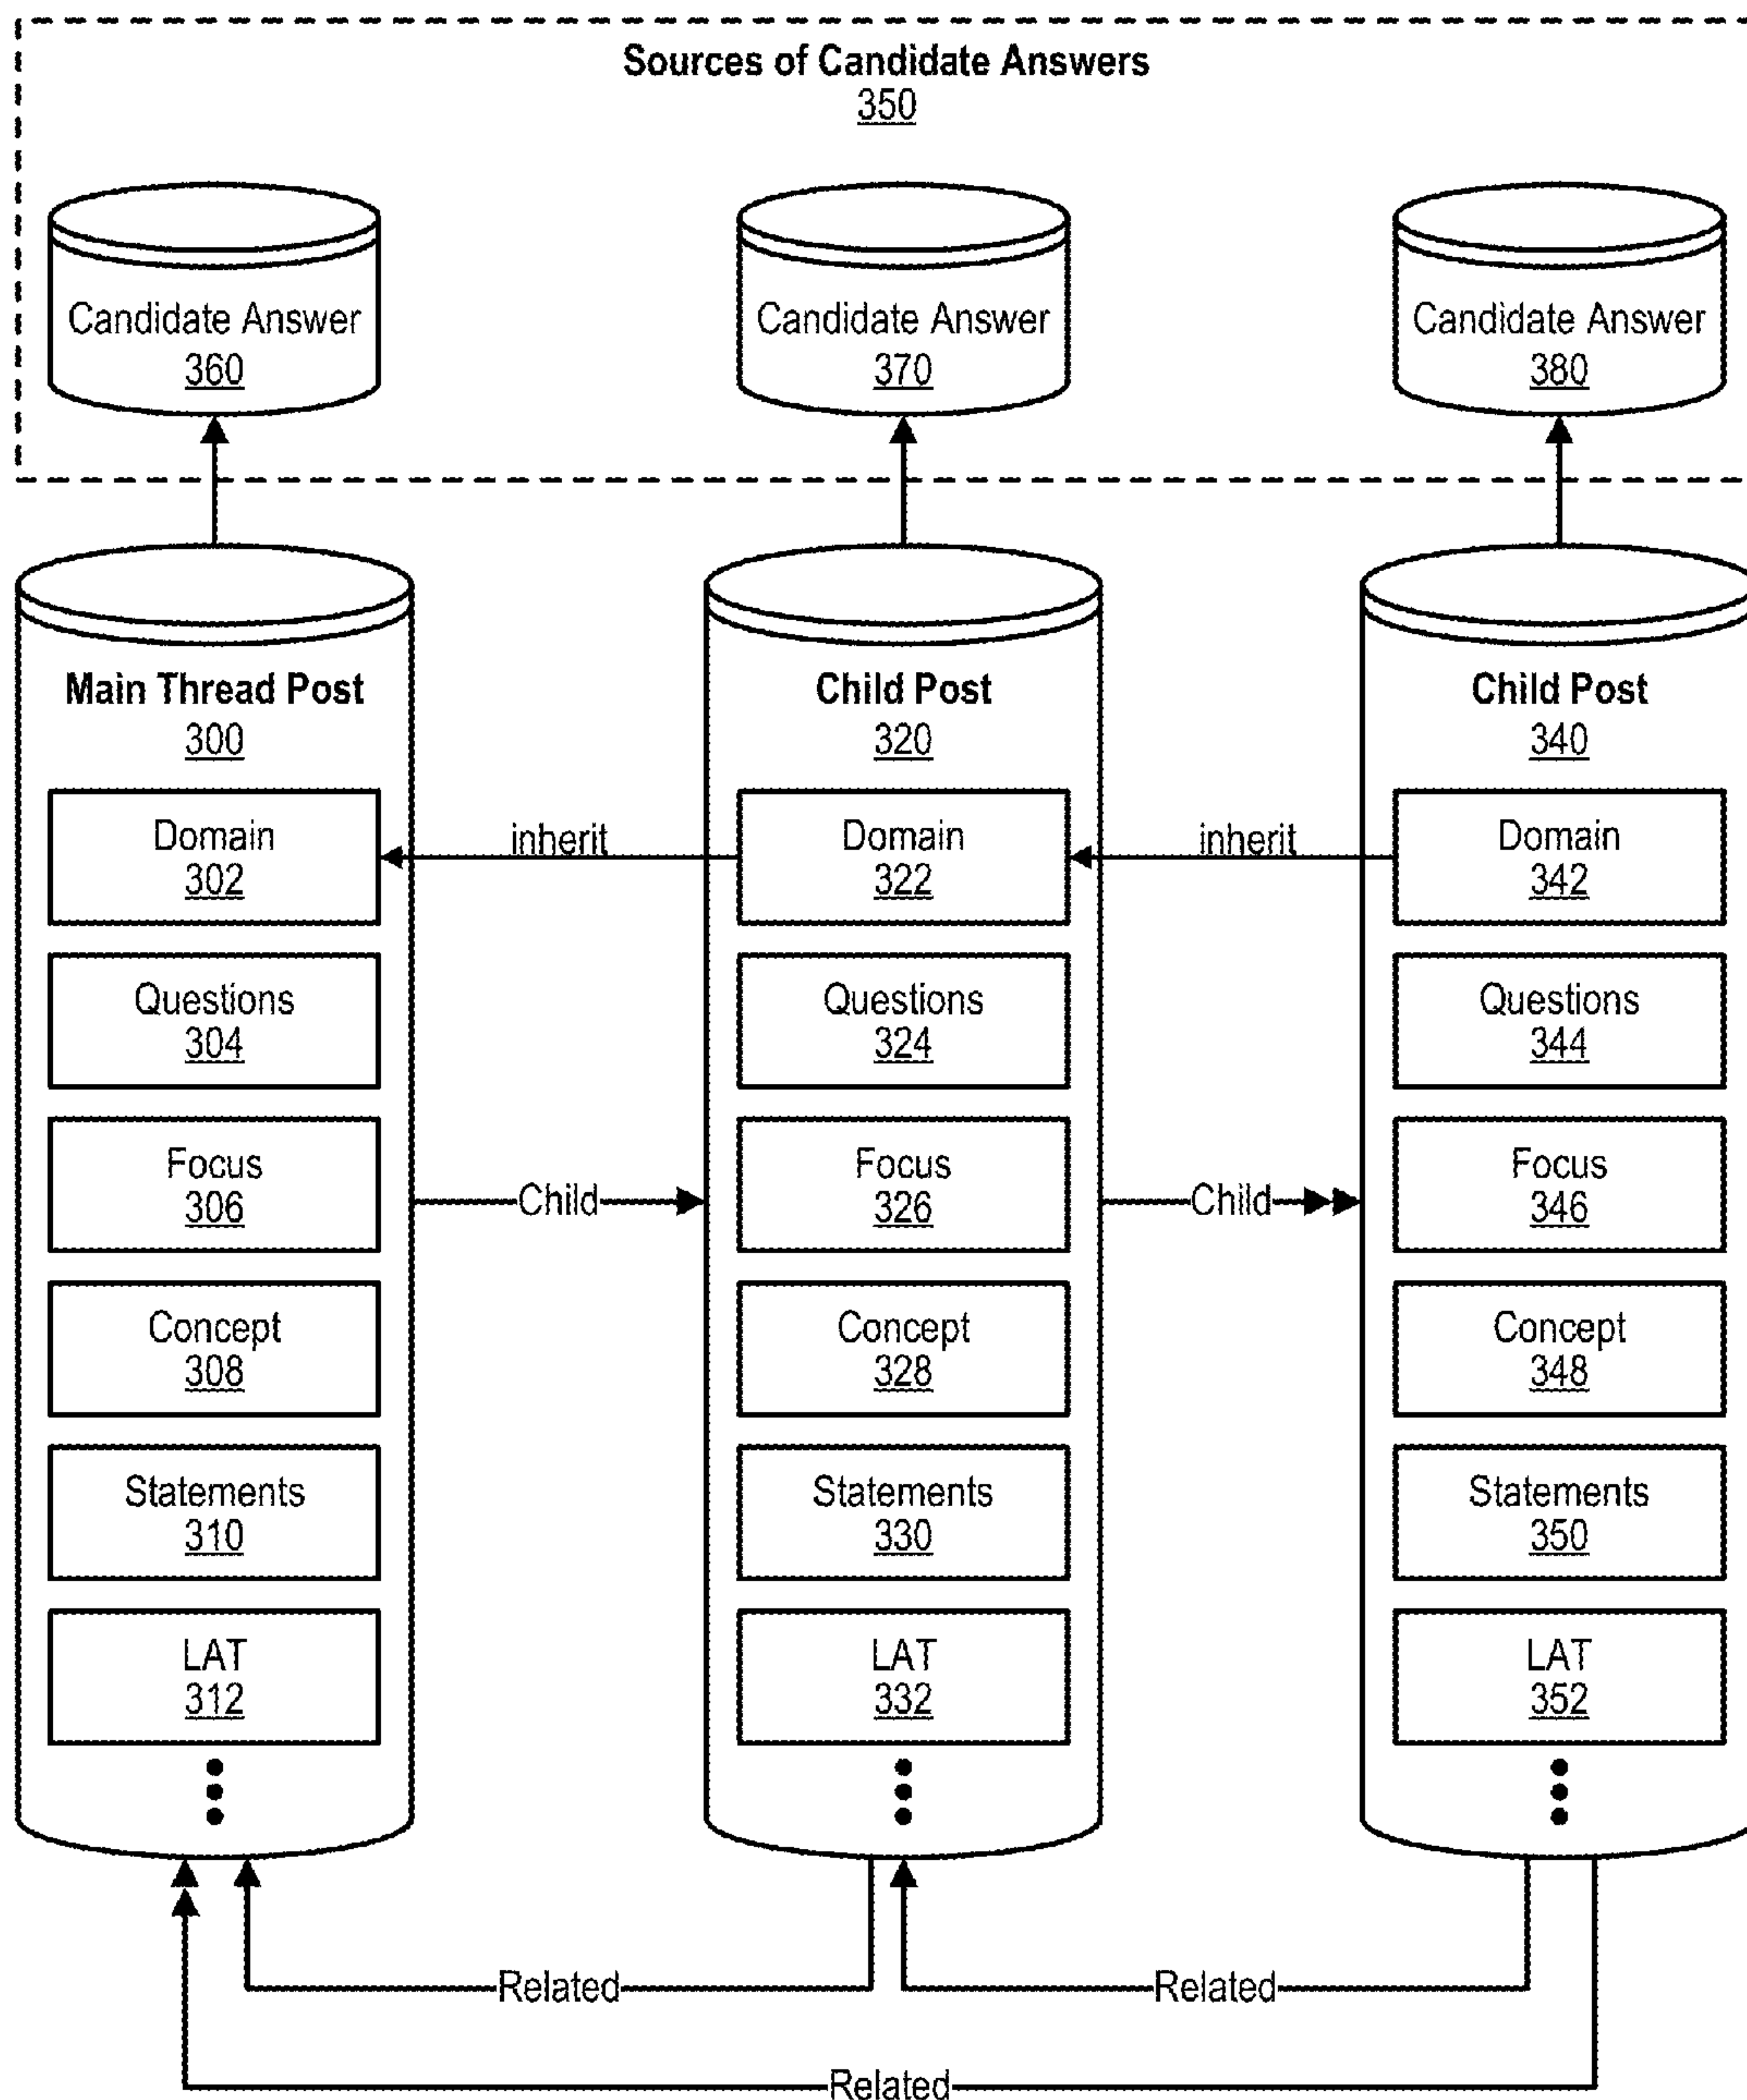 Sources of Candidate Answers
350
Candidate Answer
360
Candidate Answer
370
Candidate Answer
380
Main Thread Post
300
Domain
302
Questions
304
Focus
306
Concept
308
Statements
310
LAT
312
inherit
Child
Child Post
320
Domain
322
Questions
324
Focus
326
Concept
328
Statements
330
LAT
332
inherit
Child
Child Post
340
Domain
342
Questions
344
Focus
346
Concept
348
Statements
350
LAT
352
Related
Related
Related